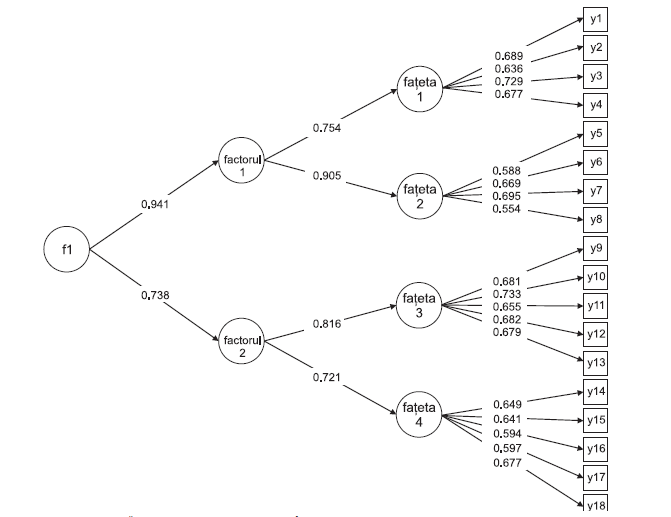 y1
y2
y3
y4
y5
y6
y7
y8
y9
y10
y11
y12
y13
y14
y15
y16
y17
y18
0.689
0.636
0.729
0.677
0.588
0.669
0.695
0.554
0.681
0.733
0.655
0.682
0.679
0.649
0.641
0.594
0.597
0.677
fațeta
1
fațeta
2
fațeta
3
fațeta
4
0.754
0.905
0.816
0.721
factorul
1
factorul
2
0.941
0.738
f1